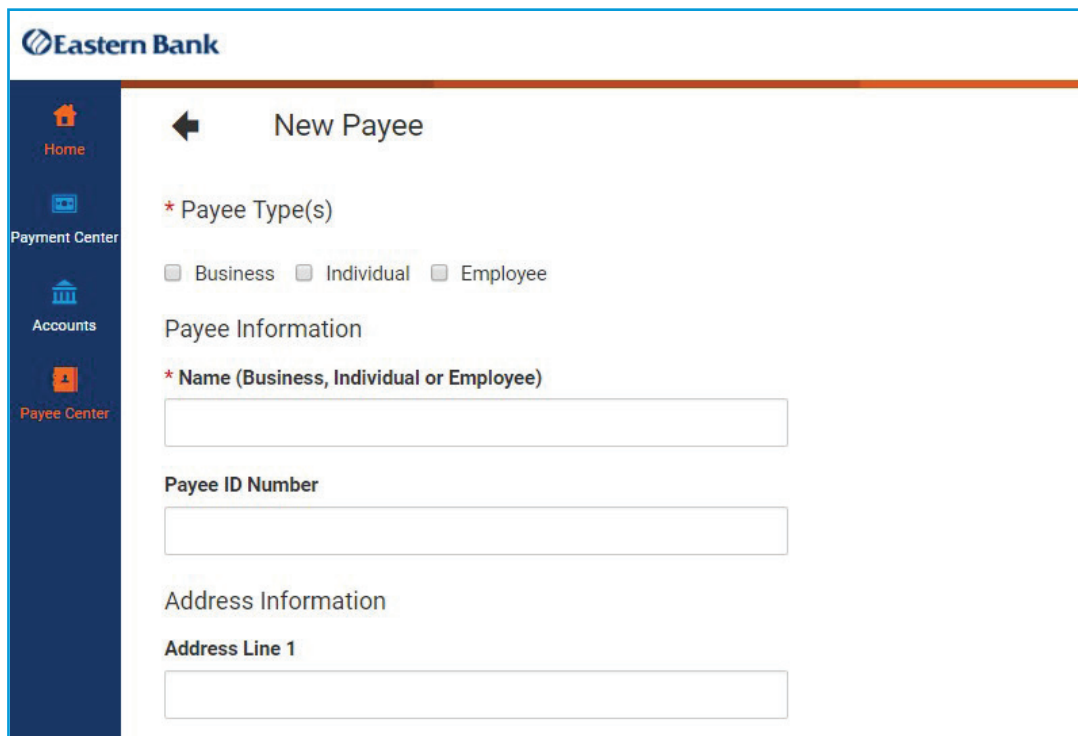 Eastern Bank
Home
Payment Center
Accounts
Payee Center
New Payee
* Payee Type(s)
Business Individual Employee
Payee Information
* Name (Business, Individual or Employee)
Payee ID Number
Address Information
Address Line 1